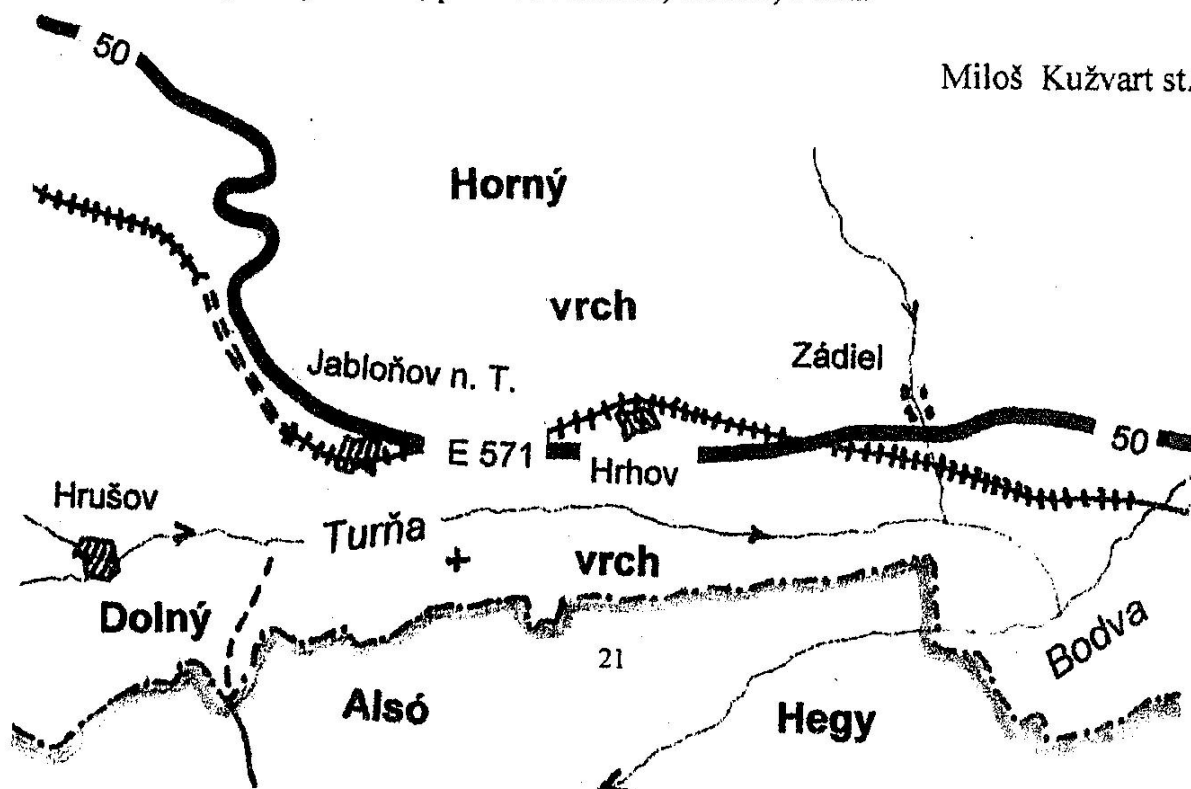 Miloš Kužvart st.
50
Horný
vrch
Zádiel
Jabloňov n. T.
E 571
Hrhov
50
Hrušov
Turňa
+
vrch
Dolný
21
Bodva
Alsó
Hegy